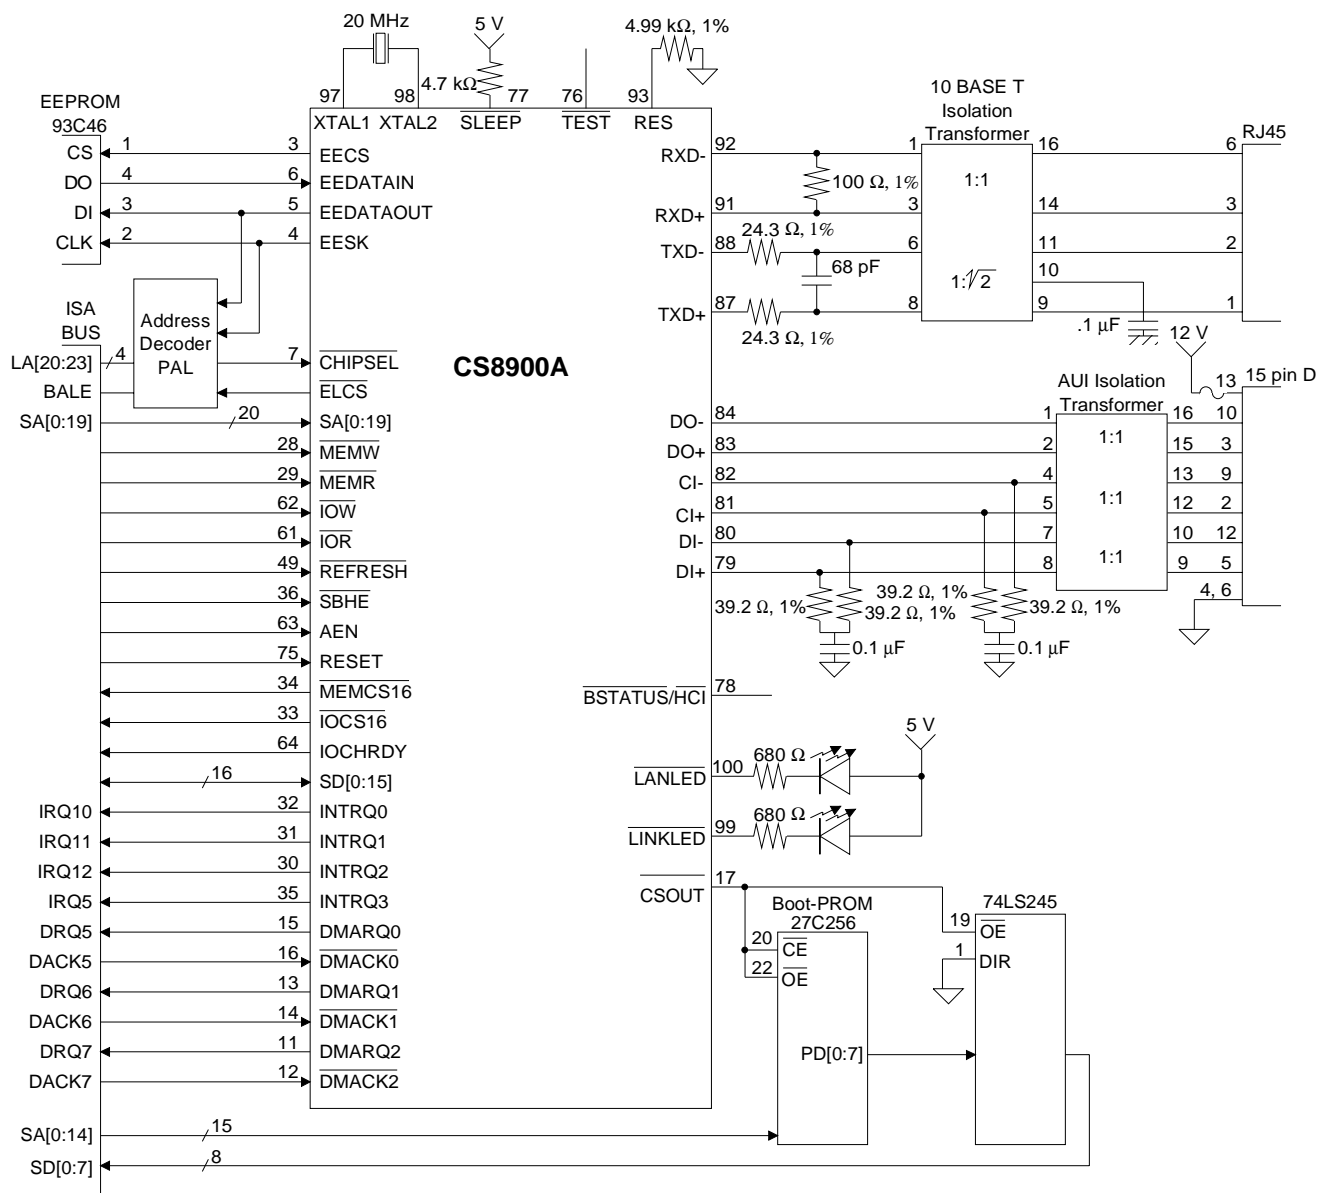 20 MHz
5 V
4.99 kΩ, 1%
4.7 kΩ
97
98
77
76
93
XTAL1
XTAL2
SLEEP
TEST
RES
EEPROM
93C46
CS
1
3
EECS
DO
4
6
EEDATAIN
DI
3
5
EEDATAOUT
CLK
2
4
EESK
ISA
BUS
Address
Decoder
PAL
LA[20:23]
4
7
CHIPSEL
BALE
ELCS
SA[0:19]
20
SA[0:19]
28
MEMW
29
MEMR
62
IOW
61
IOR
49
REFRESH
36
SBHE
63
AEN
75
RESET
34
MEMCS16
33
IOCS16
64
IOCHRDY
16
SD[0:15]
IRQ10
32
INTRQ0
IRQ11
31
INTRQ1
IRQ12
30
INTRQ2
IRQ5
35
INTRQ3
DRQ5
15
DMARQ0
DACK5
16
DMACK0
DRQ6
13
DMARQ1
DACK6
14
DMACK1
DRQ7
11
DMARQ2
DACK7
12
DMACK2
SA[0:14]
15
SD[0:7]
8
CS8900A
10 BASE T
Isolation
Transformer
RJ45
RXD-
92
1
16
6
100 Ω, 1%
1:1
RXD+
91
3
14
3
24.3 Ω, 1%
TXD-
88
6
11
2
68 pF
1:√2
10
TXD+
87
8
9
1
24.3 Ω, 1%
.1 µF
12 V
13
15 pin D
AUI Isolation
Transformer
DO-
84
1
1:1
16
10
DO+
83
2
15
3
CI-
82
4
13
9
CI+
81
5
1:1
12
2
DI-
80
7
10
12
DI+
79
8
1:1
9
5
4, 6
39.2 Ω, 1%
39.2 Ω, 1%
39.2 Ω, 1%
39.2 Ω, 1%
0.1 µF
0.1 µF
BSTATUS/HCI
78
5 V
680 Ω
LANLED
100
680 Ω
LINKLED
99
CSOUT
17
Boot-PROM
27C256
20
CE
22
OE
PD[0:7]
74LS245
19
OE
1
DIR